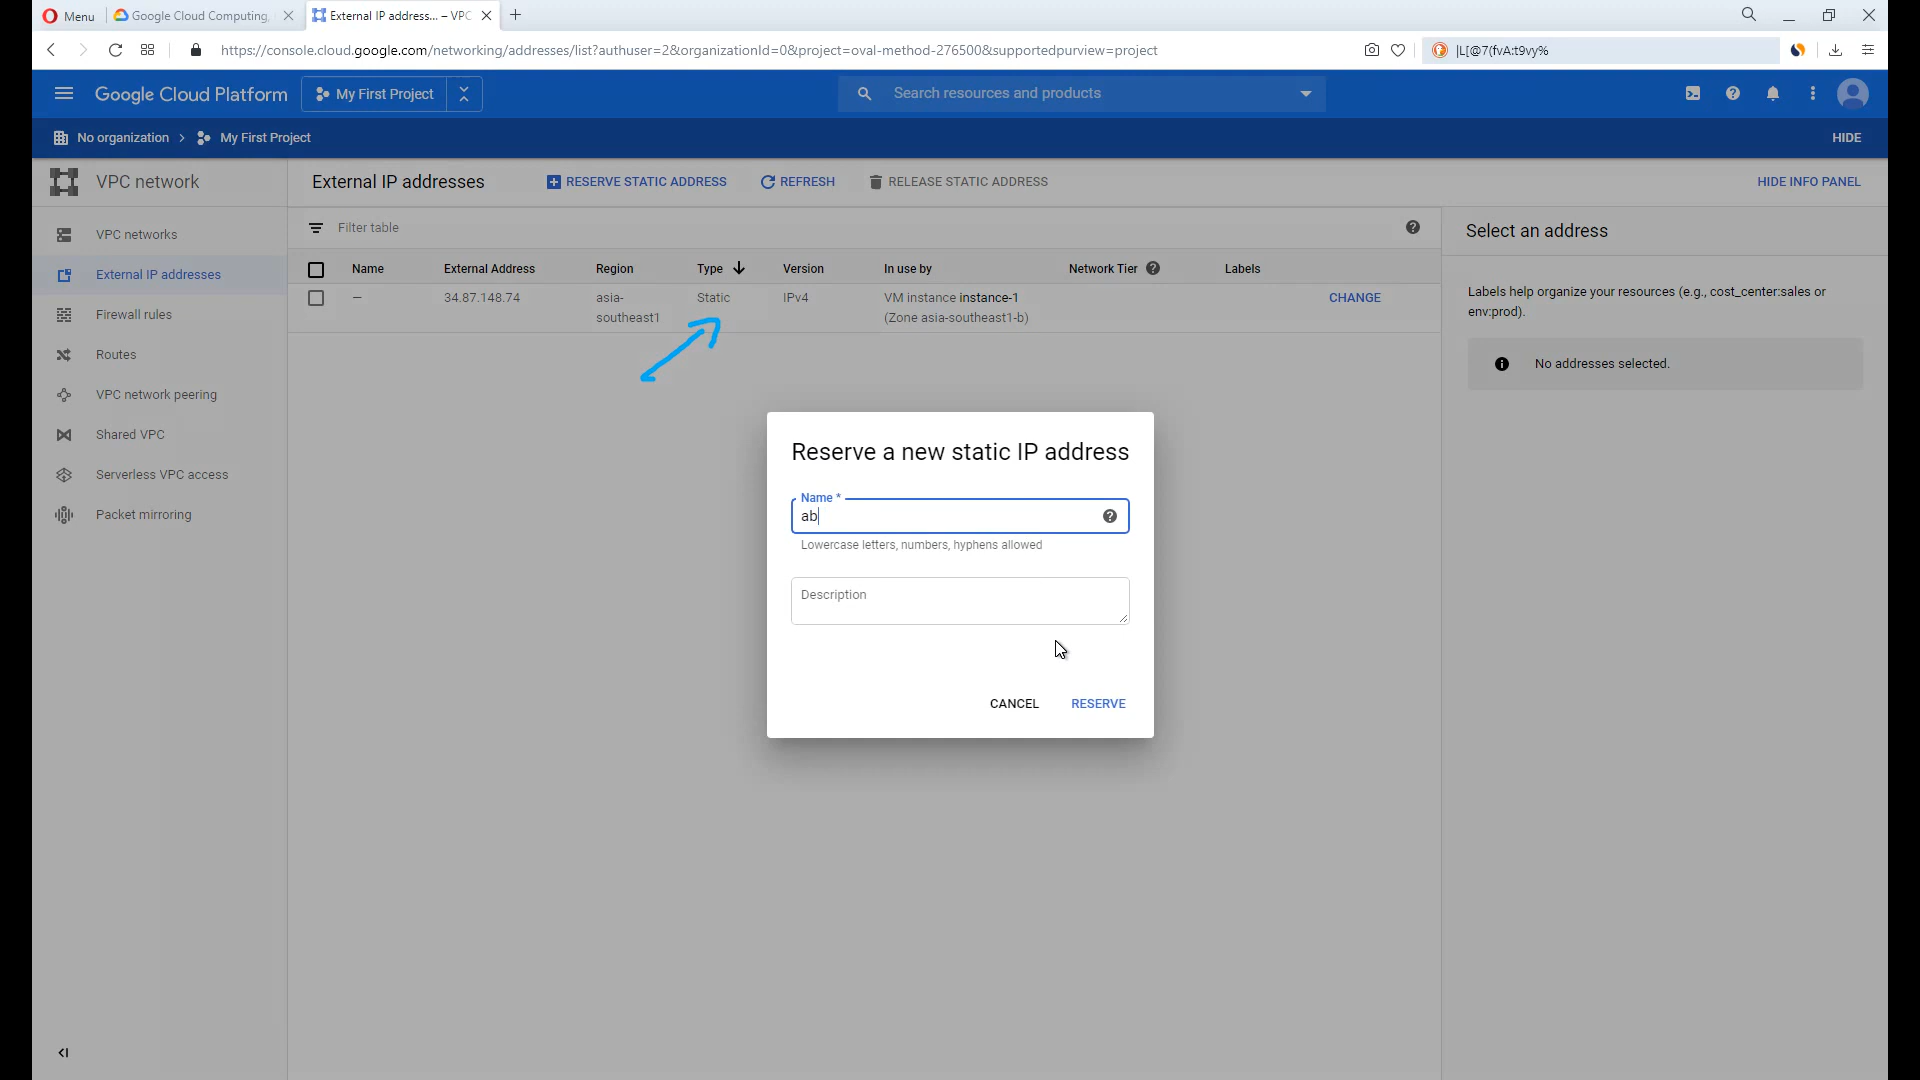 Menu
Google Cloud Computing,
External IP address... – VPC
https://console.cloud.google.com/networking/addresses/list?authuser=2&organizationId=0&project=oval-method-276500&supportedpurview=project
|L[@7(fvA:t9vy%
Google Cloud Platform
My First Project
Search resources and products
No organization
My First Project
HIDE
VPC network
External IP addresses
RESERVE STATIC ADDRESS
REFRESH
RELEASE STATIC ADDRESS
HIDE INFO PANEL
VPC networks
External IP addresses
Firewall rules
Routes
VPC network peering
Shared VPC
Serverless VPC access
Packet mirroring
Filter table
Name External Address Region Type Version In use by Network Tier Labels
— 34.87.148.74 asia- Static IPv4 VM instance instance-1 CHANGE
southeast1 (Zone asia-southeast1-b)
Select an address
Labels help organize your resources (e.g., cost_center:sales or
env:prod).
No addresses selected.
Reserve a new static IP address
Name *
ab
Lowercase letters, numbers, hyphens allowed
Description
CANCEL
RESERVE